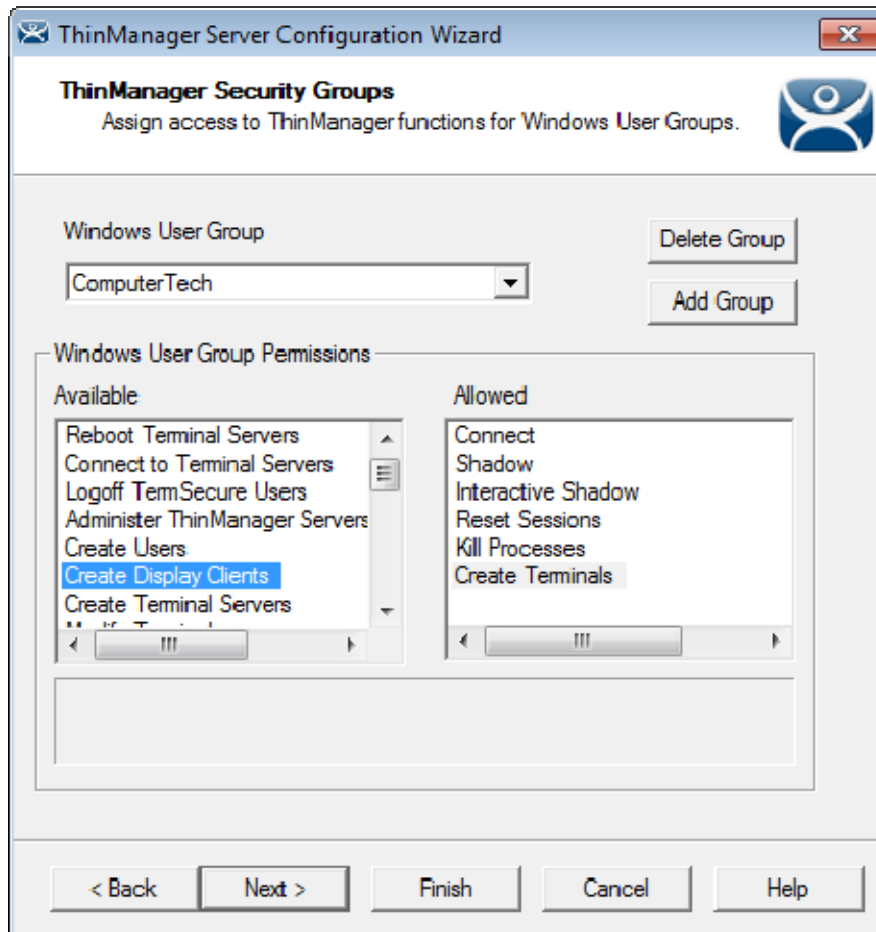 ThinManager Server Configuration Wizard
ThinManager Security Groups
Assign access to ThinManager functions for Windows User Groups.
Windows User Group
Delete Group
ComputerTech
Add Group
Windows User Group Permissions
Available
Allowed
Reboot Terminal Servers
Connect to Terminal Servers
Logoff TermSecure Users
Administer ThinManager Servers
Create Users
Create Display Clients
Create Terminal Servers
Connect
Shadow
Interactive Shadow
Reset Sessions
Kill Processes
Create Terminals
< Back
Next >
Finish
Cancel
Help